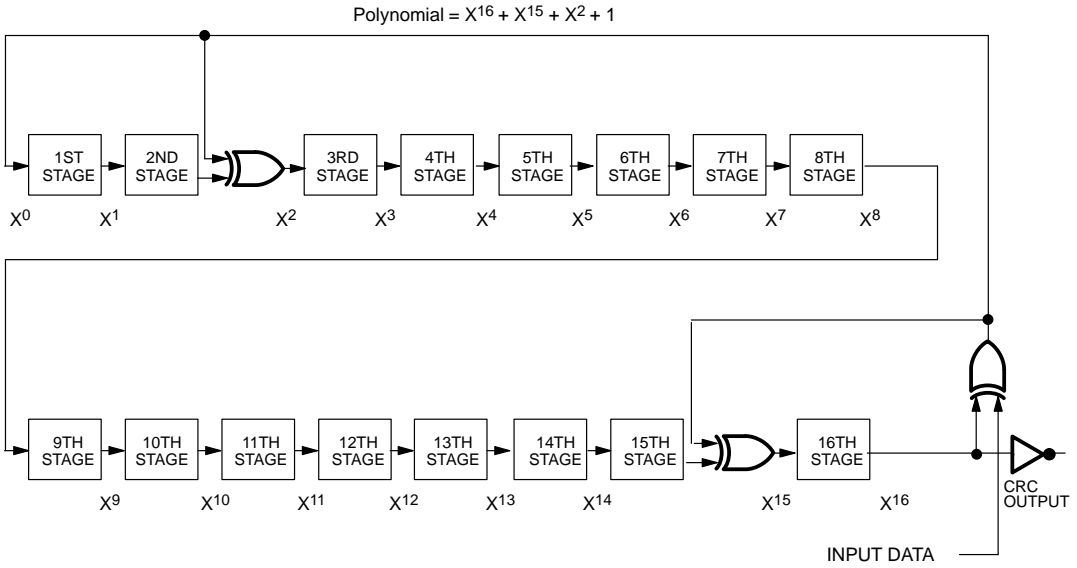 Polynomial = X16 + X15 + X2 + 1
1ST
STAGE
2ND
STAGE
3RD
STAGE
4TH
STAGE
5TH
STAGE
6TH
STAGE
7TH
STAGE
8TH
STAGE
X0
X1
X2
X3
X4
X5
X6
X7
X8
9TH
STAGE
10TH
STAGE
11TH
STAGE
12TH
STAGE
13TH
STAGE
14TH
STAGE
15TH
STAGE
16TH
STAGE
X9
X10
X11
X12
X13
X14
X15
X16
CRC
OUTPUT
INPUT DATA